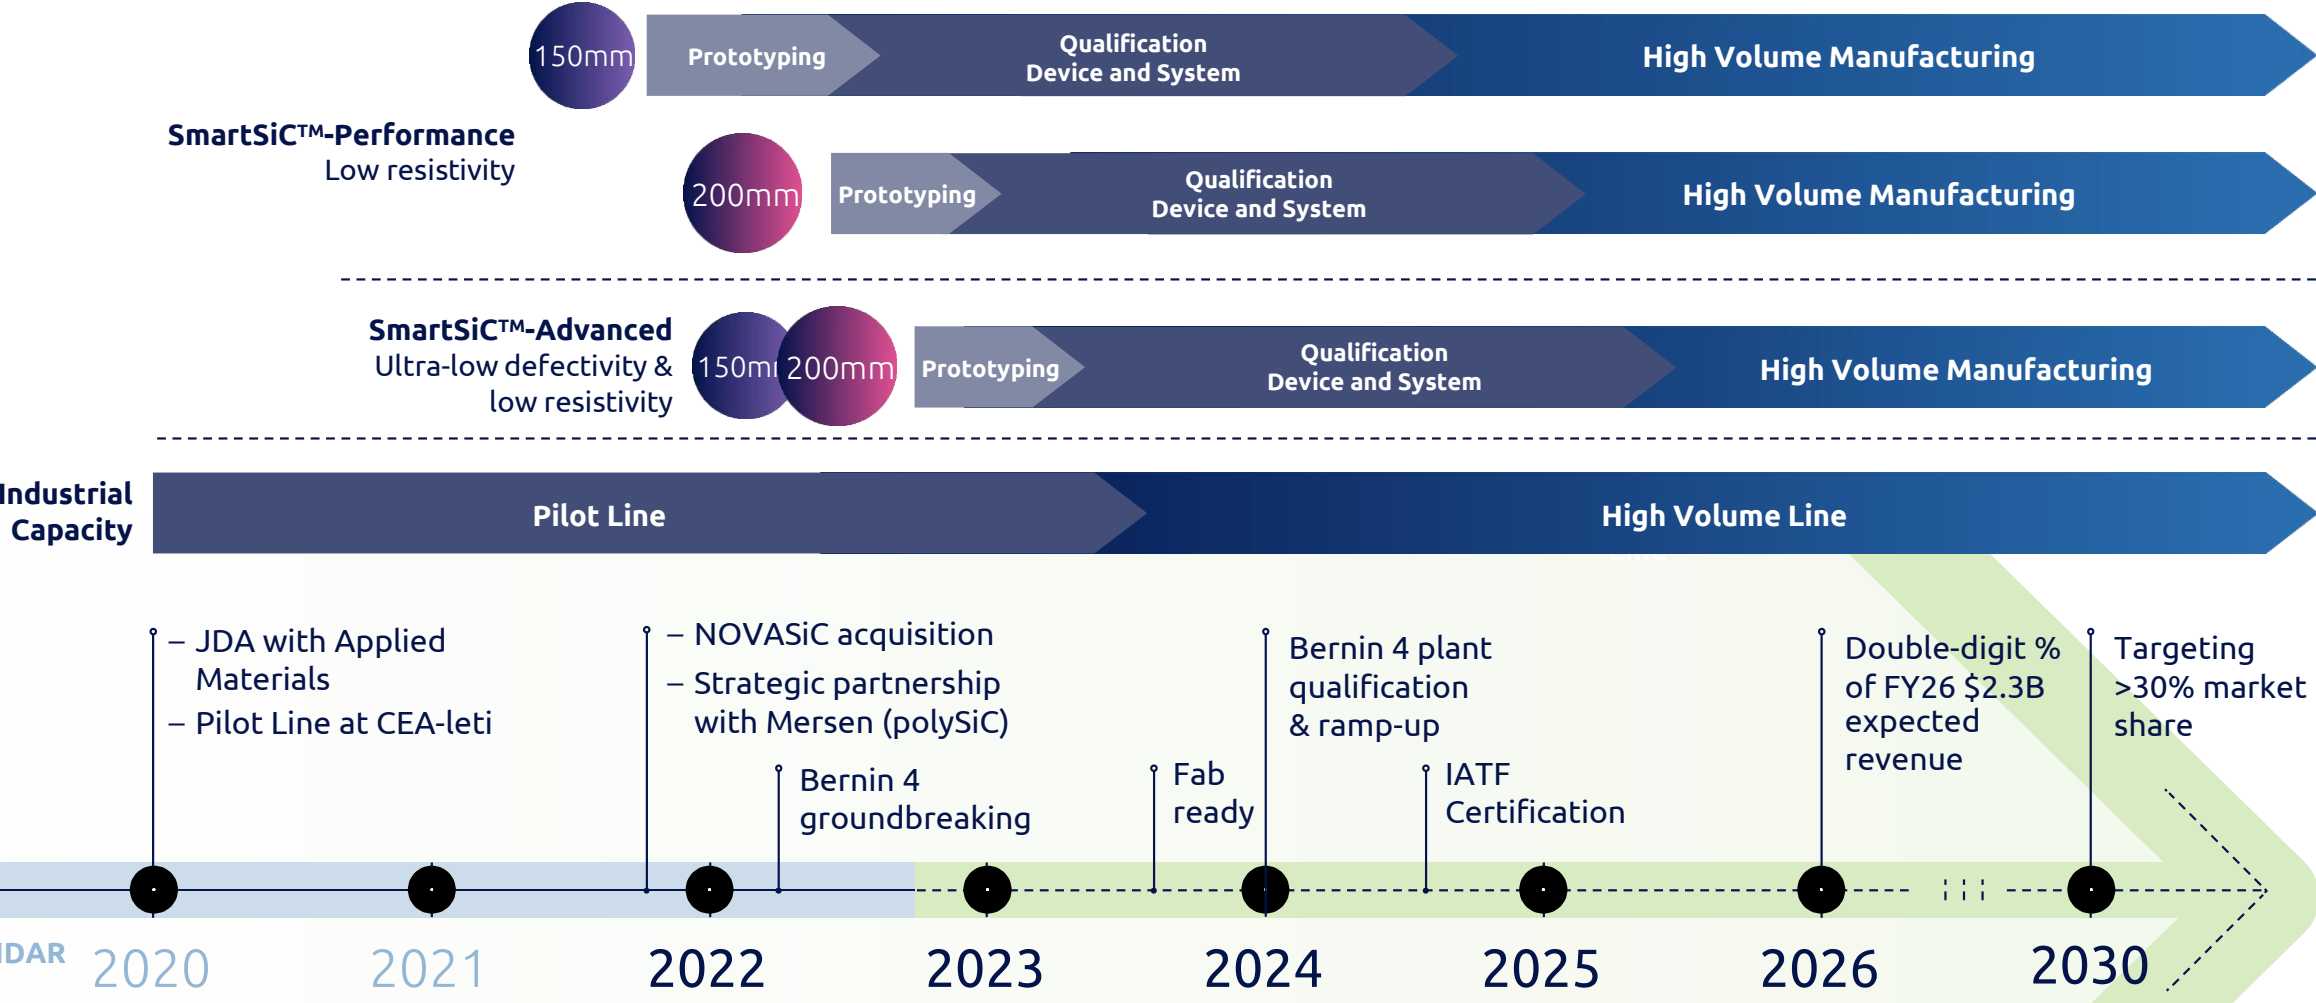 150mm
Prototyping
Qualification
Device and System
High Volume Manufacturing
SmartSiC™-Performance
Low resistivity
200mm
Prototyping
Qualification
Device and System
High Volume Manufacturing
SmartSiC™-Advanced
Ultra-low defectivity &
low resistivity
200mm
Prototyping
Qualification
Device and System
High Volume Manufacturing
Industrial
Capacity
Pilot Line
High Volume Line
– JDA with Applied
Materials
– Pilot Line at CEA-leti
– NOVASiC acquisition
– Strategic partnership
with Mersen (polySiC)
Bernin 4
groundbreaking
Fab
ready
Bernin 4 plant
qualification
& ramp-up
IATF
Certification
Double-digit %
of FY26 $2.3B
expected
revenue
Targeting
>30% market
share
2020
2021
2022
2023
2024
2025
2026
2030